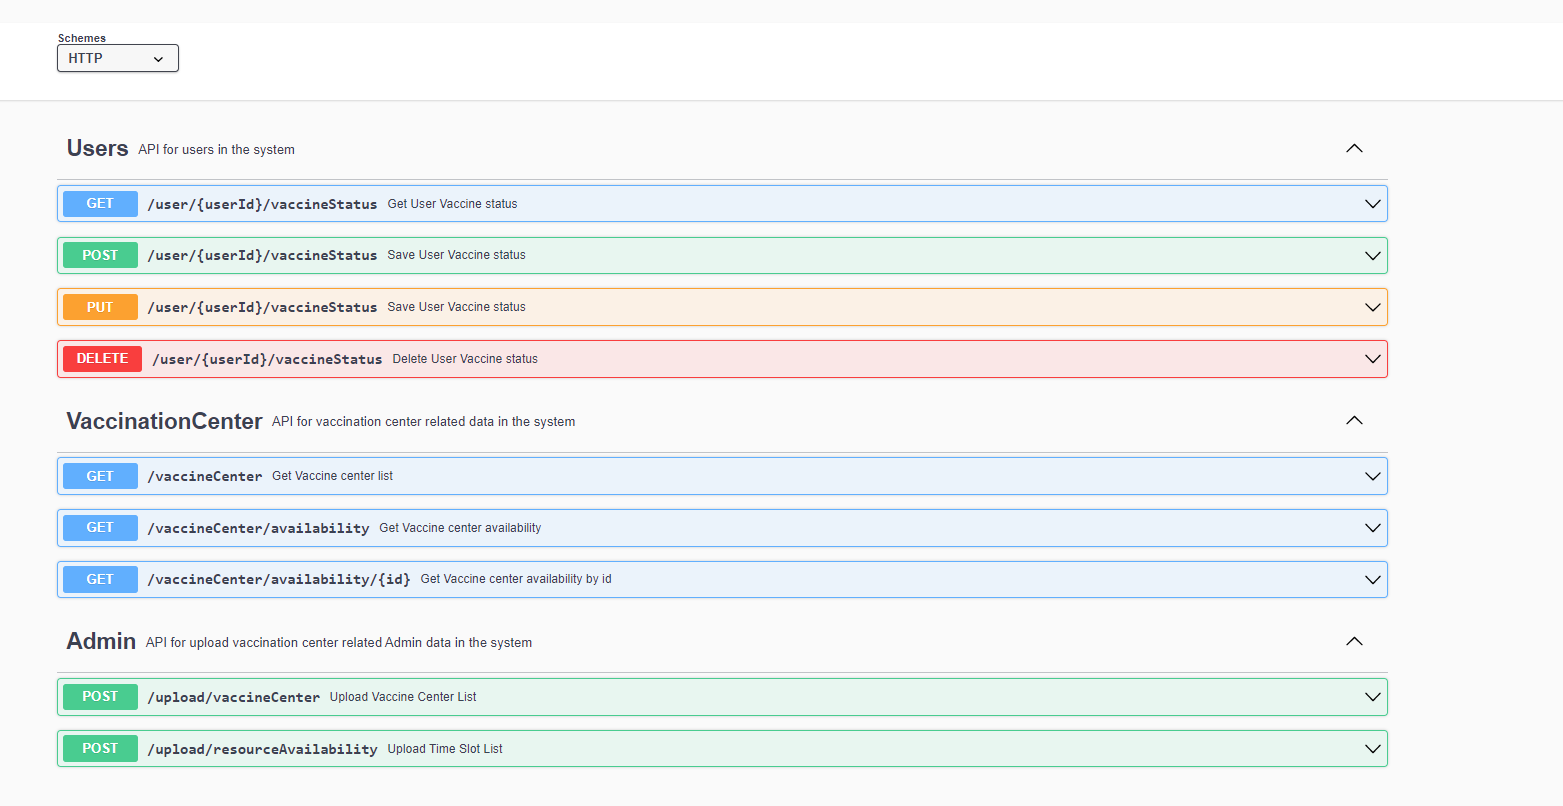 Schemes
HTTP
Users API for users in the system
GET /user/{userId}/vaccineStatus Get User Vaccine status
POST /user/{userId}/vaccineStatus Save User Vaccine status
PUT /user/{userId}/vaccineStatus Save User Vaccine status
DELETE /user/{userId}/vaccineStatus Delete User Vaccine status
VaccinationCenter API for vaccination center related data in the system
GET /vaccineCenter Get Vaccine center list
GET /vaccineCenter/availability Get Vaccine center availability
GET /vaccineCenter/availability/{id} Get Vaccine center availability by id
Admin API for upload vaccination center related Admin data in the system
POST /upload/vaccineCenter Upload Vaccine Center List
POST /upload/resourceAvailability Upload Time Slot List